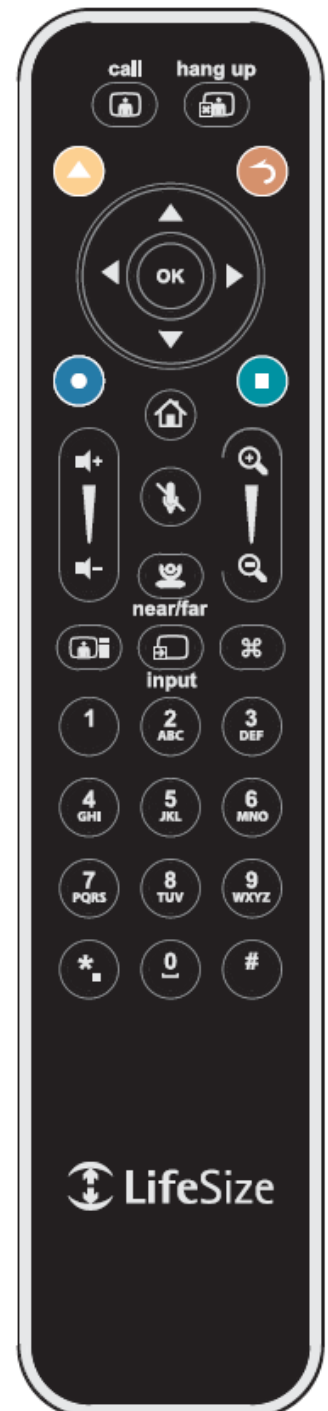 call hang up
OK
near/far
input
1 2 3
ABC DEF
4 5 6
GHI JKL MNO
7 8 9
PQRS TUV WXYZ
*. 0 #
LifeSize